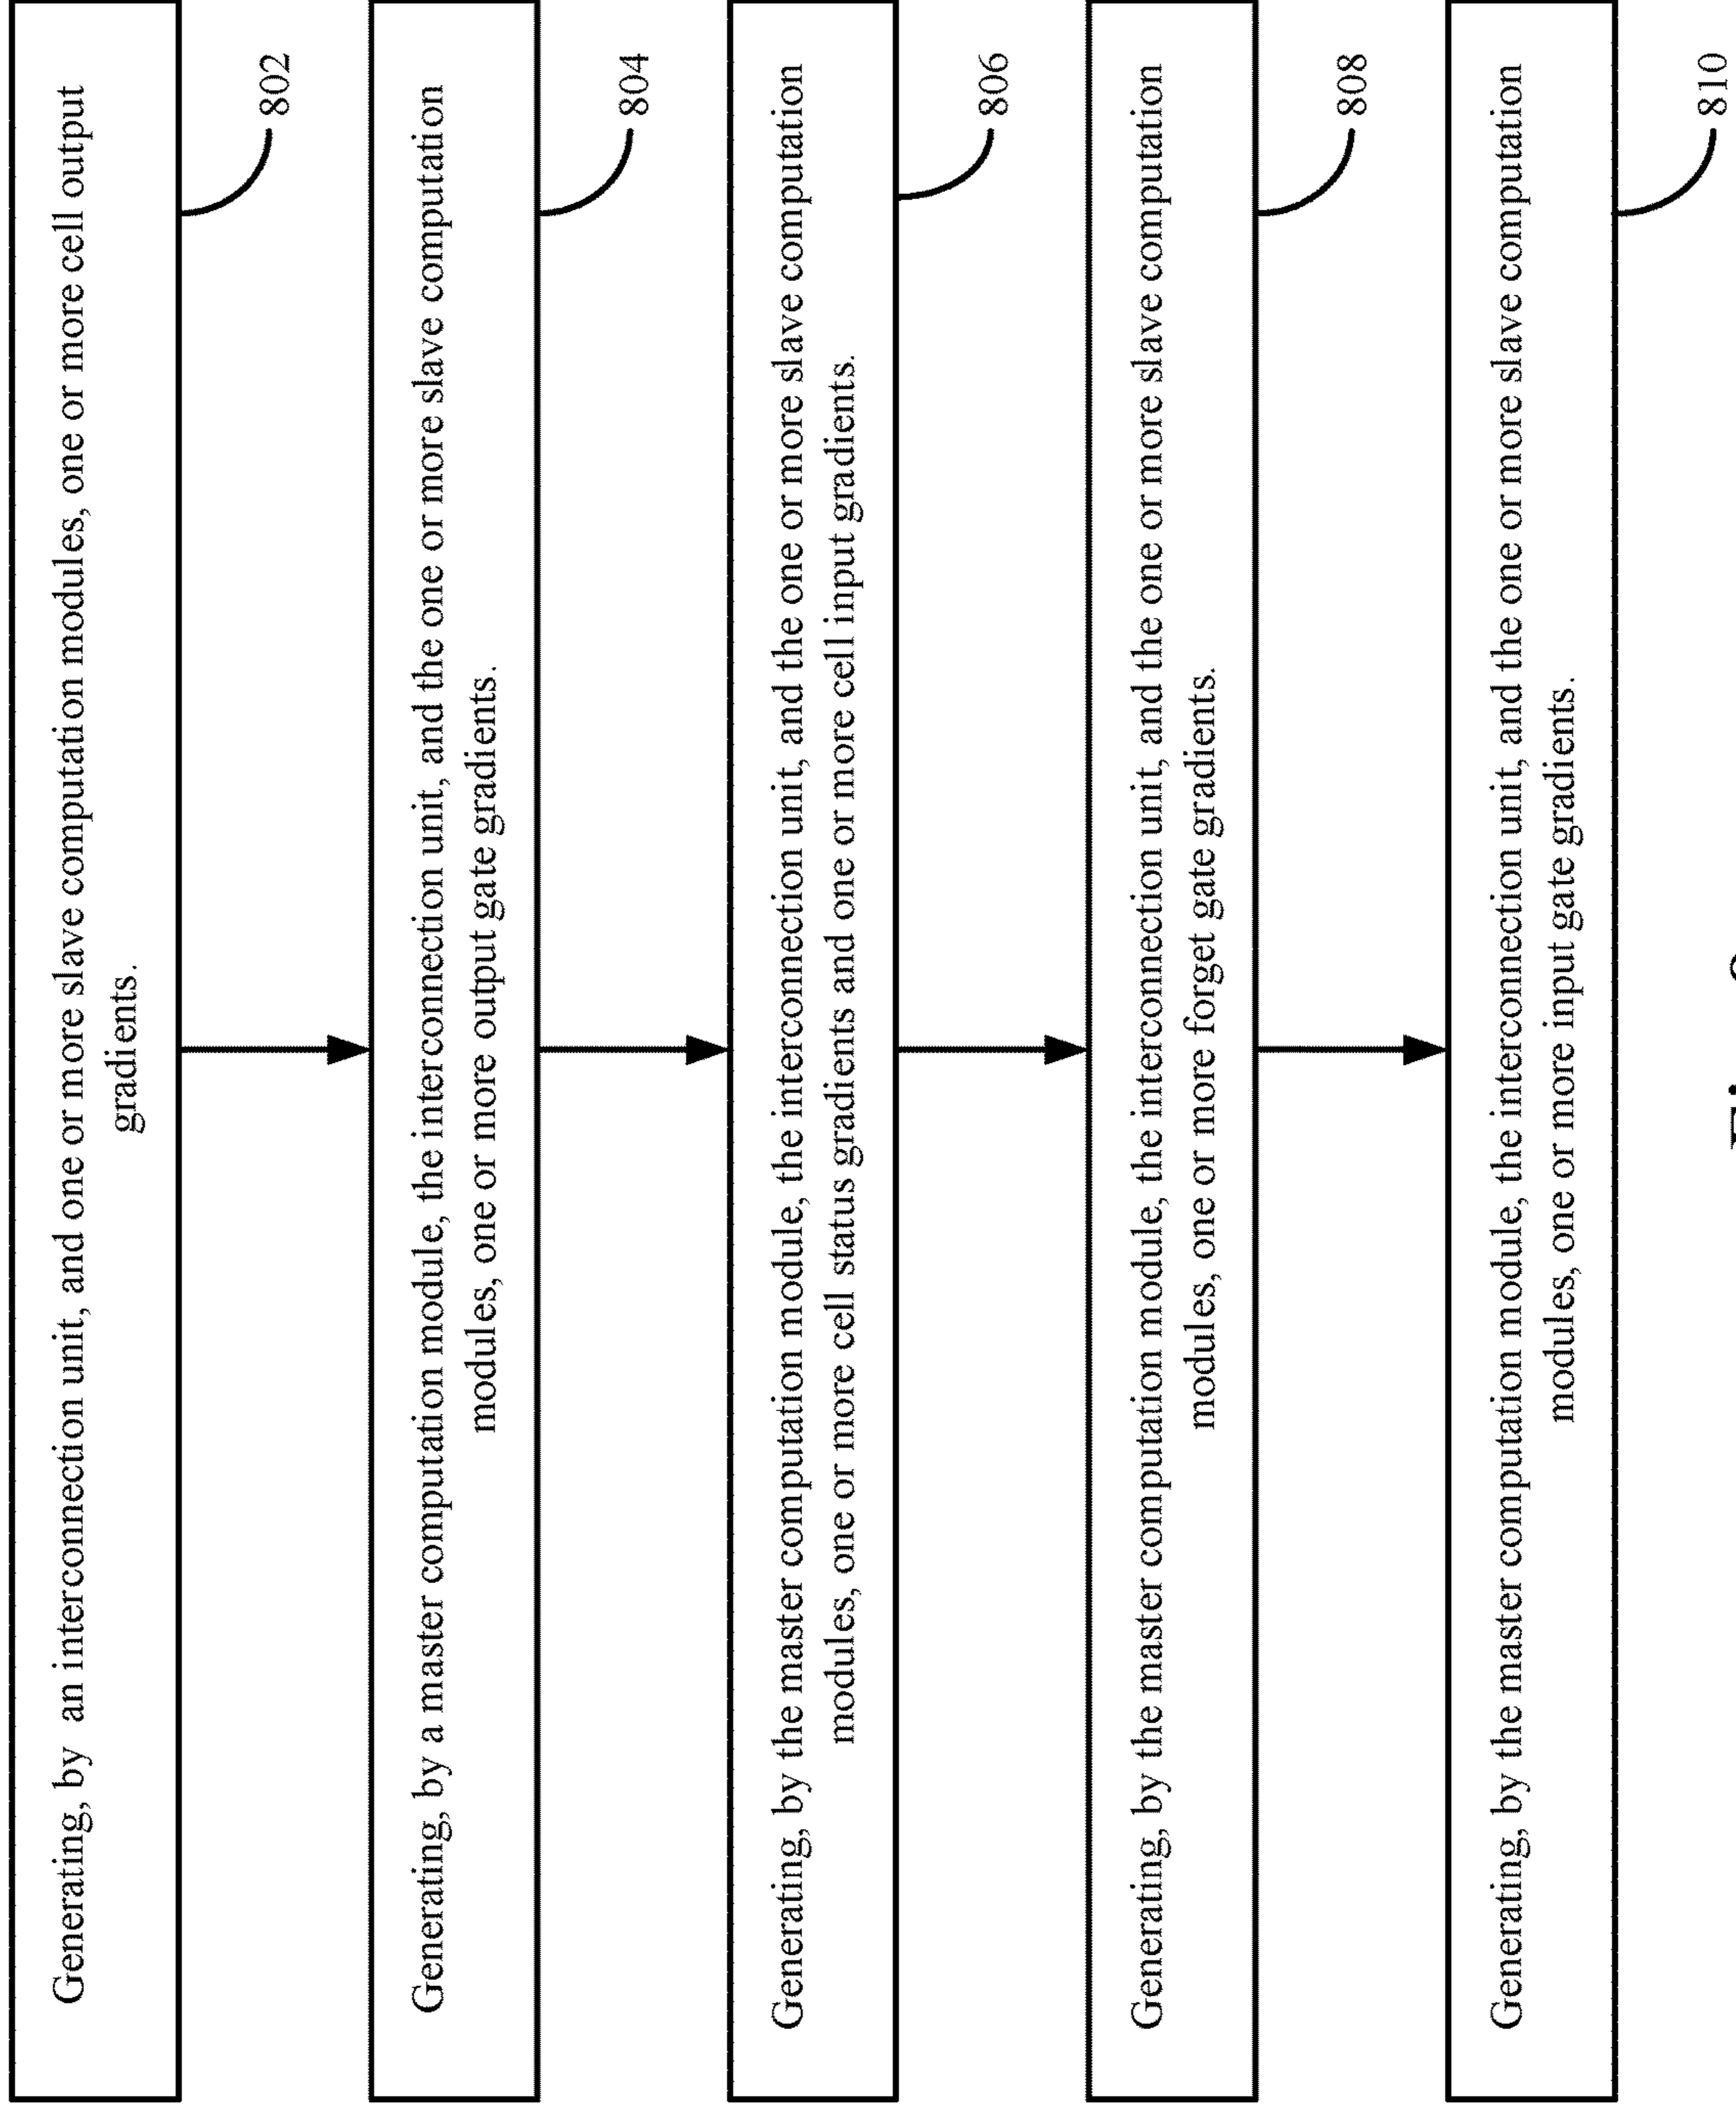 Generating, by an interconnection unit, and one or more slave computation modules, one or more cell output
gradients.
802
Generating, by a master computation module, the interconnection unit, and the one or more slave computation
modules, one or more output gate gradients.
804
Generating, by the master computation module, the interconnection unit, and the one or more slave computation
modules, one or more cell status gradients and one or more cell input gradients.
806
Generating, by the master computation module, the interconnection unit, and the one or more slave computation
modules, one or more forget gate gradients.
808
Generating, by the master computation module, the interconnection unit, and the one or more slave computation
modules, one or more input gate gradients.
810